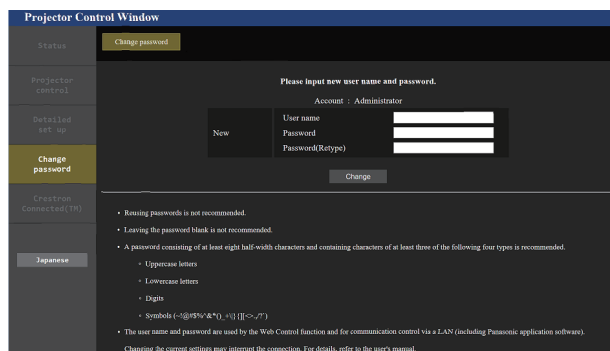 Projector Control Window
Status
Change password
Projector
control
Detailed
set up
Change
password
Crestron
Connected(TM)
Japanese
Please input new user name and password.
Account : Administrator
New
User name
Password
Password(Retype)
Change
• Reusing passwords is not recommended.
• Leaving the password blank is not recommended.
• A password consisting of at least eight half-width characters and containing characters of at least three of the following four types is recommended.
Uppercase letters
Lowercase letters
Digits
Symbols (~!@#$%^&*()_+\|{}[]<>.,/?`)
• The user name and password are used by the Web Control function and for communication control via a LAN (including Panasonic application software).
Changing the current settings may interrupt the connection. For details, refer to the user's manual.